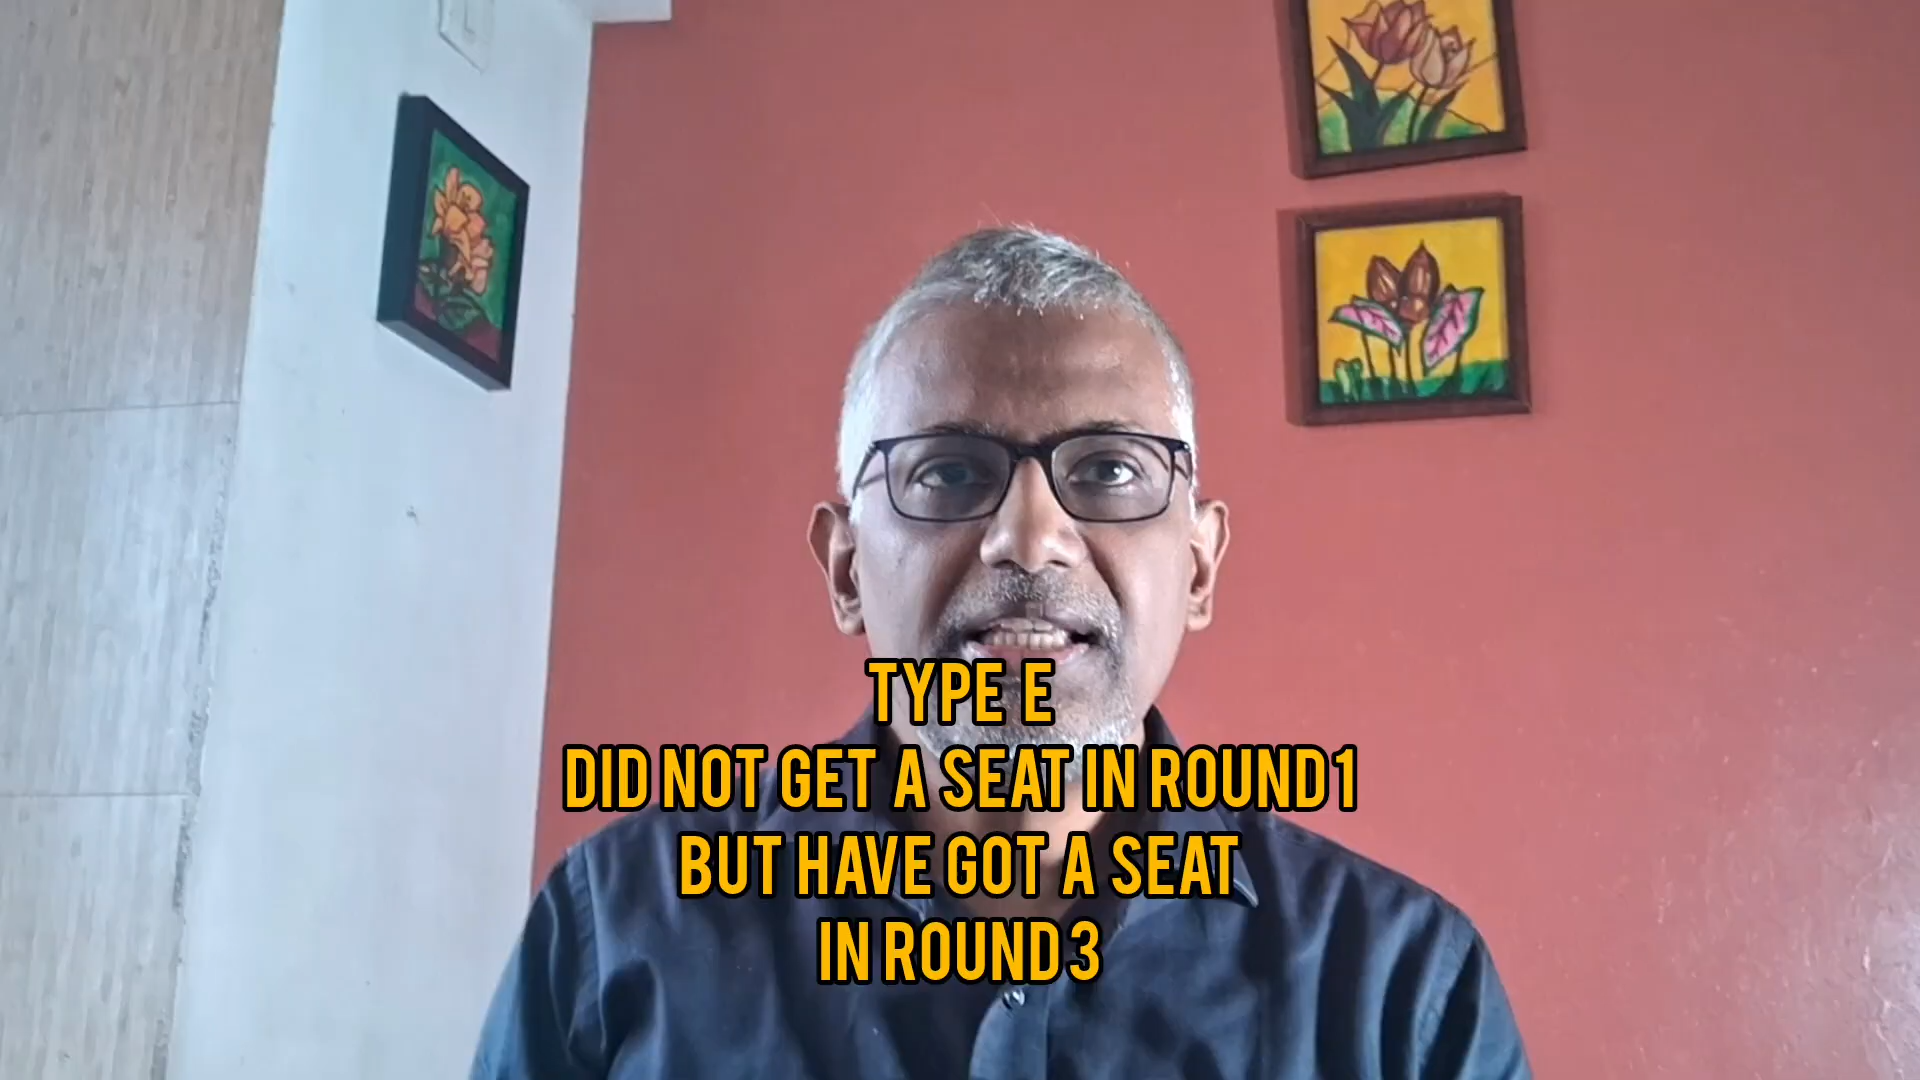 TYPE E
DID NOT GET A SEAT IN ROUND 1
BUT HAVE GOT A SEAT
IN ROUND 3